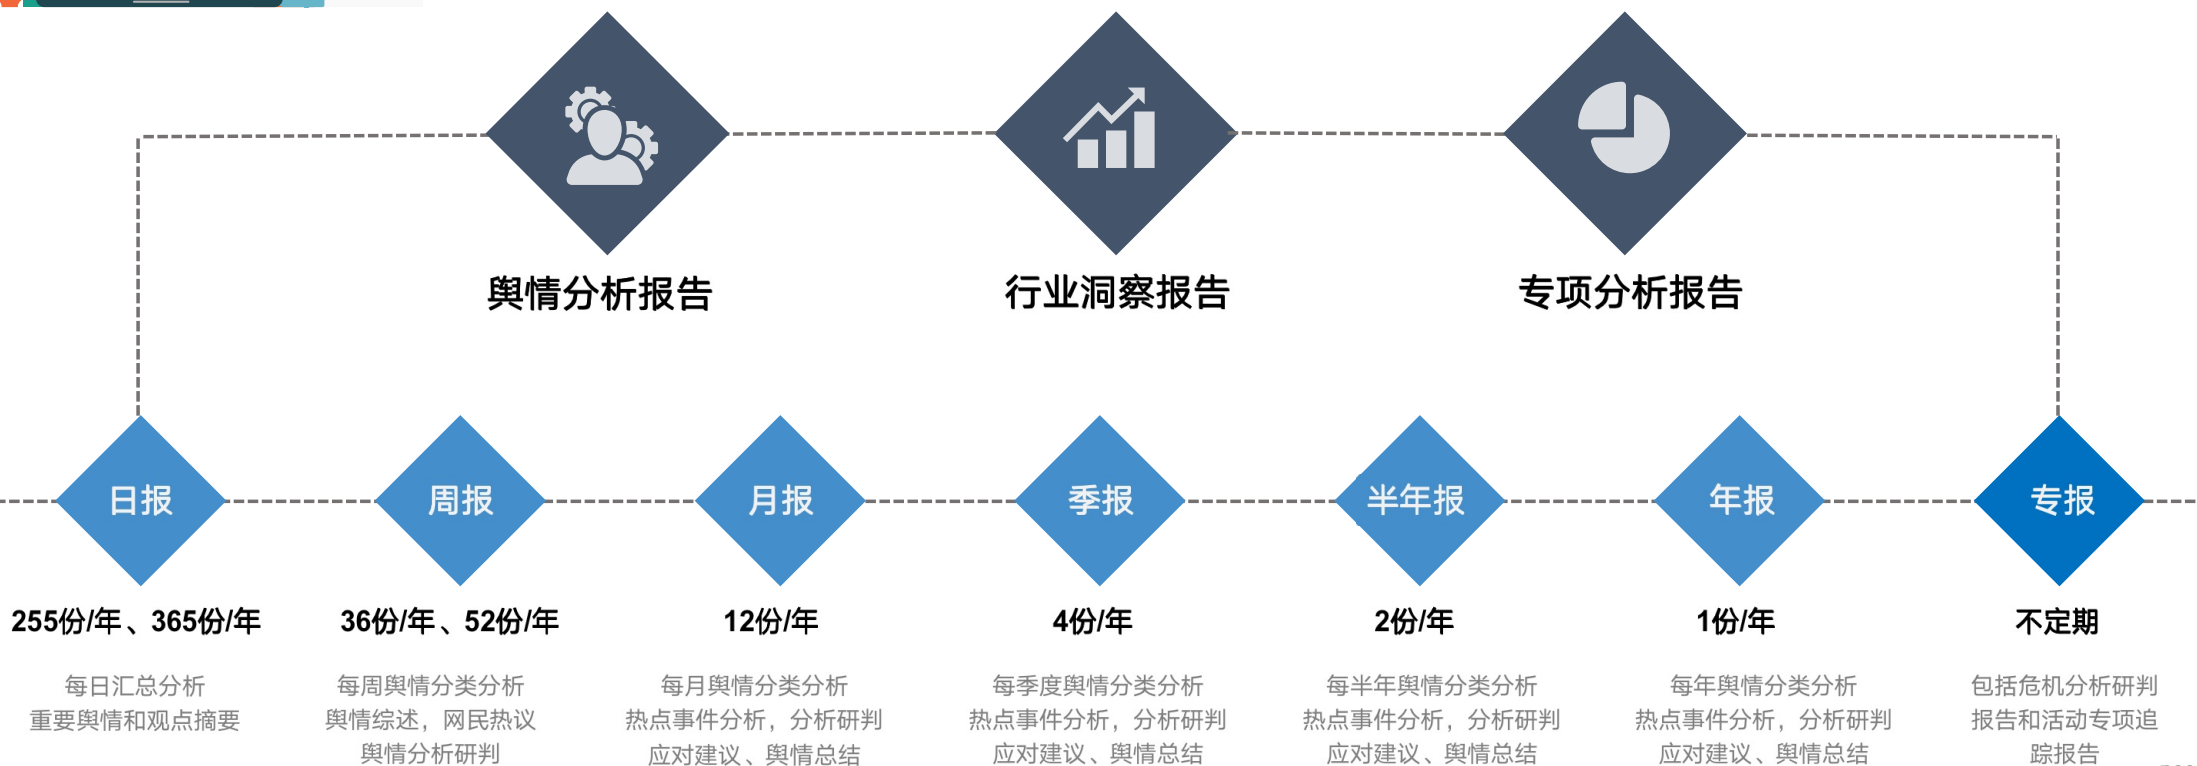 舆情分析报告
行业洞察报告
专项分析报告
日报
周报
月报
季报
半年报
年报
专报
255份/年、365份/年
36份/年、52份/年
12份/年
4份/年
2份/年
1份/年
不定期
每日汇总分析
重要舆情和观点摘要
每周舆情分类分析
舆情综述，网民热议
舆情分析研判
每月舆情分类分析
热点事件分析，分析研判
应对建议、舆情总结
每季度舆情分类分析
热点事件分析，分析研判
应对建议、舆情总结
每半年舆情分类分析
热点事件分析，分析研判
应对建议、舆情总结
每年舆情分类分析
热点事件分析，分析研判
应对建议、舆情总结
包括危机分析研判
报告和活动专项追
踪报告